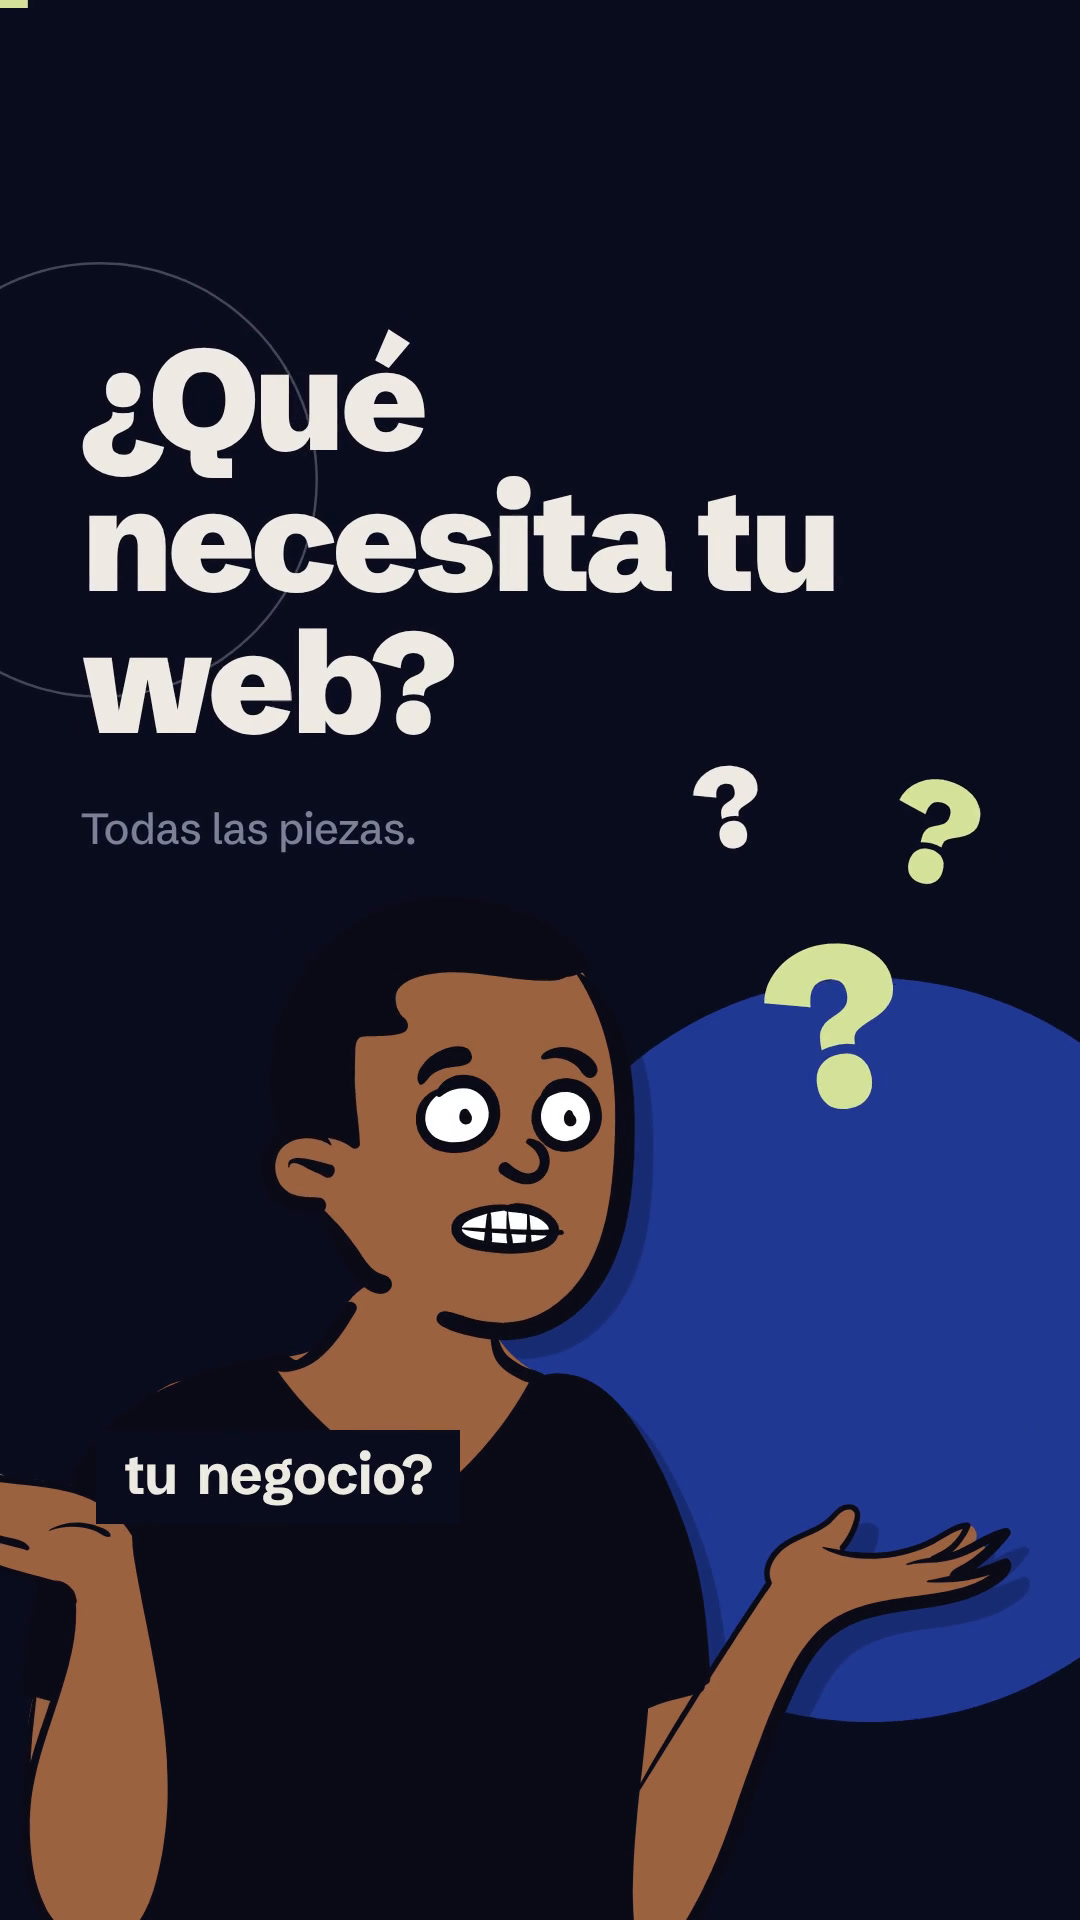 ¿Qué
necesita tu
web?
Todas las piezas.
?
?
?
tu negocio?